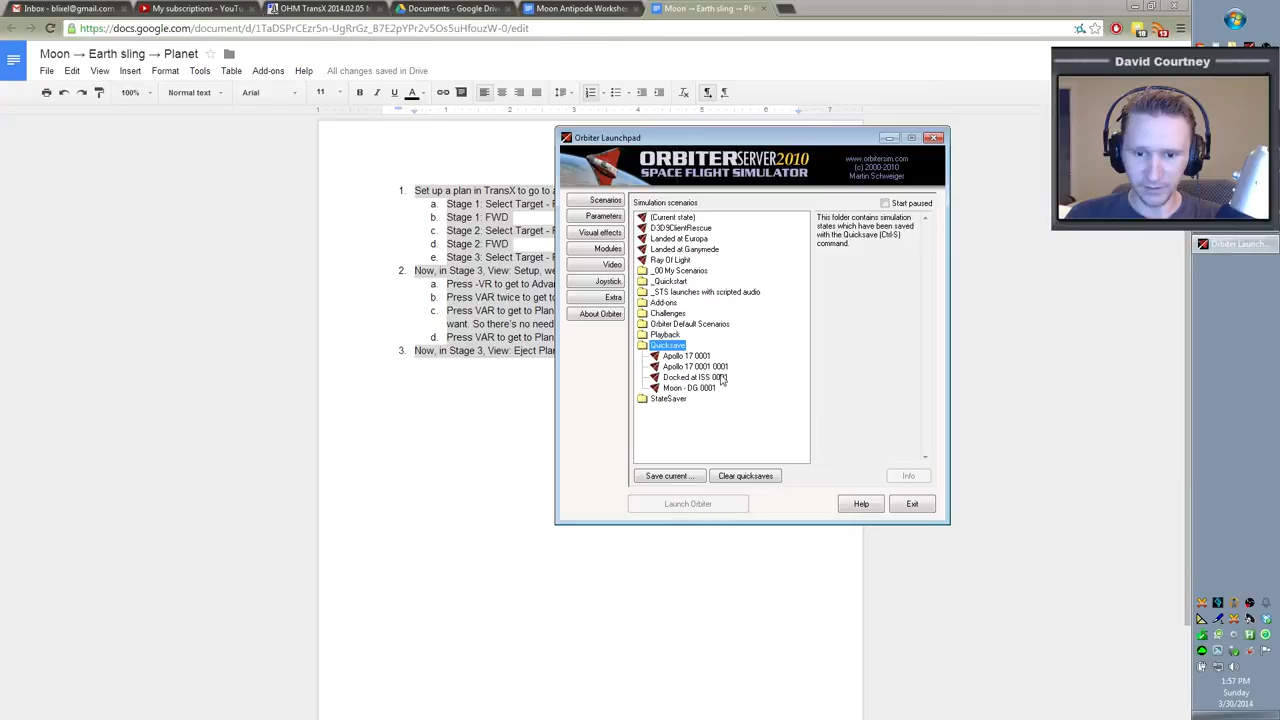 Inbox - blixel@gmail.com
My subscriptions - YouTu
OHM TransX 2014.02.05 M
Documents - Google Drive
Moon Antipode Workshe
Moon → Earth sling → Pla
https://docs.google.com/document/d/1TaDSPrCEzr5n-UgRrGz_B7E2pYPr2v5Os5uHfouzW-0/edit
Moon → Earth sling → Planet
File Edit View Insert Format Tools Table Add-ons Help All changes saved in Drive
100% Normal text Arial 11 B I U A
David Courtney
1. Set up a plan in TransX to go to a
a. Stage 1: Select Target -
b. Stage 1: FWD
c. Stage 2: Select Target -
d. Stage 2: FWD
e. Stage 3: Select Target -
2. Now, in Stage 3, View: Setup, we
a. Press -VR to get to Adva
b. Press VAR twice to get to
c. Press VAR to get to Plan
want. So there's no need
d. Press VAR to get to Plan
3. Now, in Stage 3, View: Eject Plan
Orbiter Launchpad
ORBITER SERVER 2010
SPACE FLIGHT SIMULATOR
www.orbitersim.com
(c) 2000-2010
Martin Schweiger
Scenarios
Parameters
Visual effects
Modules
Video
Joystick
Extra
About Orbiter
Simulation scenarios
Start paused
(Current state)
D3D9ClientRescue
Landed at Europa
Landed at Ganymede
Ray Of Light
_00 My Scenarios
_Quickstart
_STS launches with scripted audio
Add-ons
Challenges
Orbiter Default Scenarios
Playback
Quicksave
Apollo 17 0001
Apollo 17 0001 0001
Docked at ISS 0001
Moon - DG 0001
StateSaver
This folder contains simulation
states which have been saved
with the Quicksave (Ctrl-S)
command.
Save current ...
Clear quicksaves
Info
Launch Orbiter
Help
Exit
Orbiter Launch...
1:57 PM
Sunday
3/30/2014